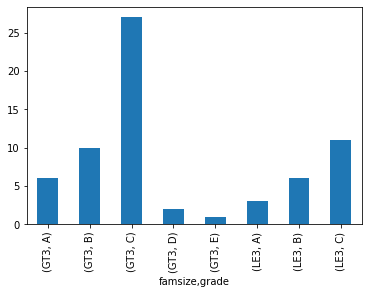 25
20
15
10
5
0
(GT3, A)
(GT3, B)
(GT3, C)
(GT3, D)
(GT3, E)
(LE3, A)
(LE3, B)
(LE3, C)
famsize,grade